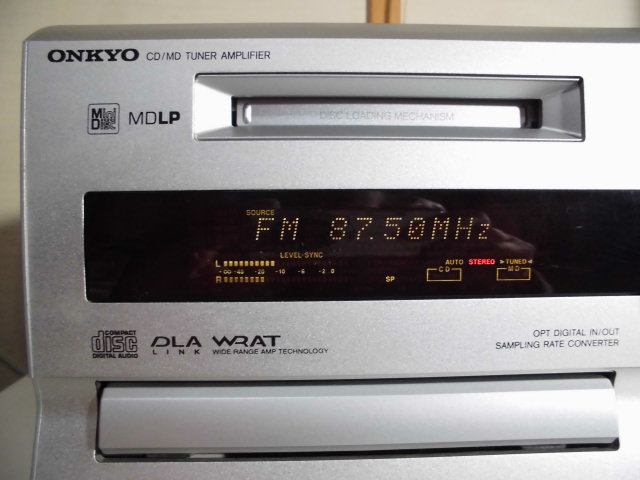 ONKYO CD/MD TUNER AMPLIFIER
MD MDLP
DISC LOADING MECHANISM
SOURCE
FM 87.50MHz
LEVEL-SYNC
L
-∞ -40 -20 -10 -6 -2 0
R
SP
AUTO STEREO ►TUNED◄
CD MD
COMPACT
disc
DIGITAL AUDIO
DLA
LINK
WRAT
WIDE RANGE AMP TECHNOLOGY
OPT DIGITAL IN/OUT
SAMPLING RATE CONVERTER